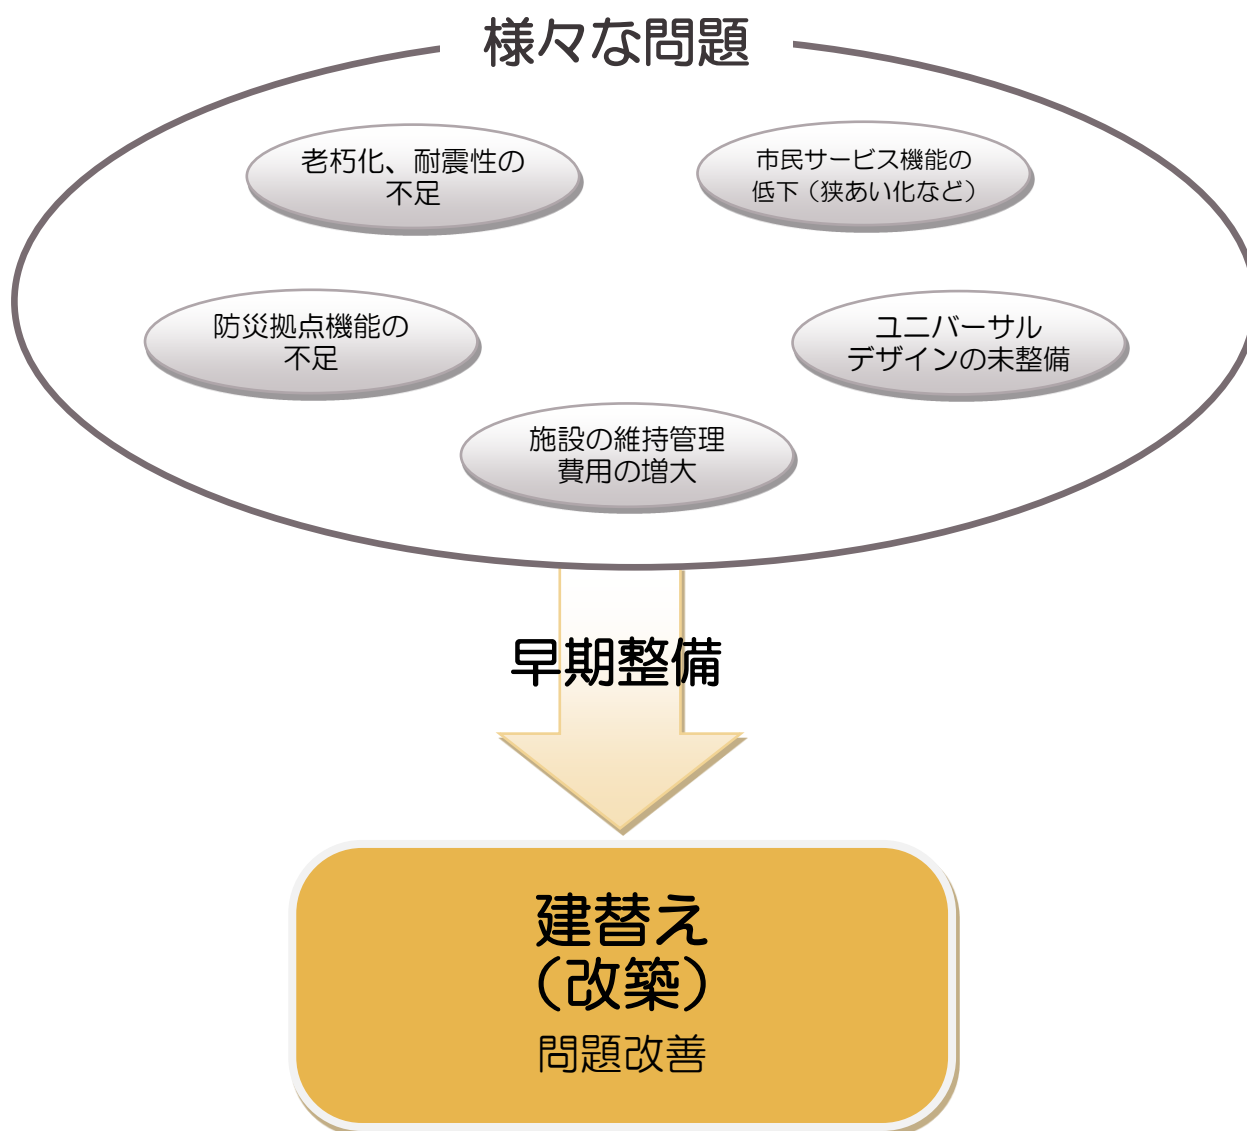 様々な問題
老朽化、耐震性の
不足
市民サービス機能の
低下（狭あい化など）
防災拠点機能の
不足
ユニバーサル
デザインの未整備
施設の維持管理
費用の増大
早期整備
建替え
（改築）
問題改善